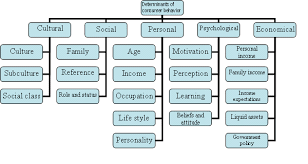 Determinants of
consumer behavior
Cultural
Social
Personal
Psychological
Economical
Culture
Subculture
Social class
Family
Reference
Role and status
Age
Income
Occupation
Life style
Personality
Motivation
Perception
Learning
Beliefs and
attitude
Personal
income
Family income
Income
expectations
Liquid assets
Government
policy